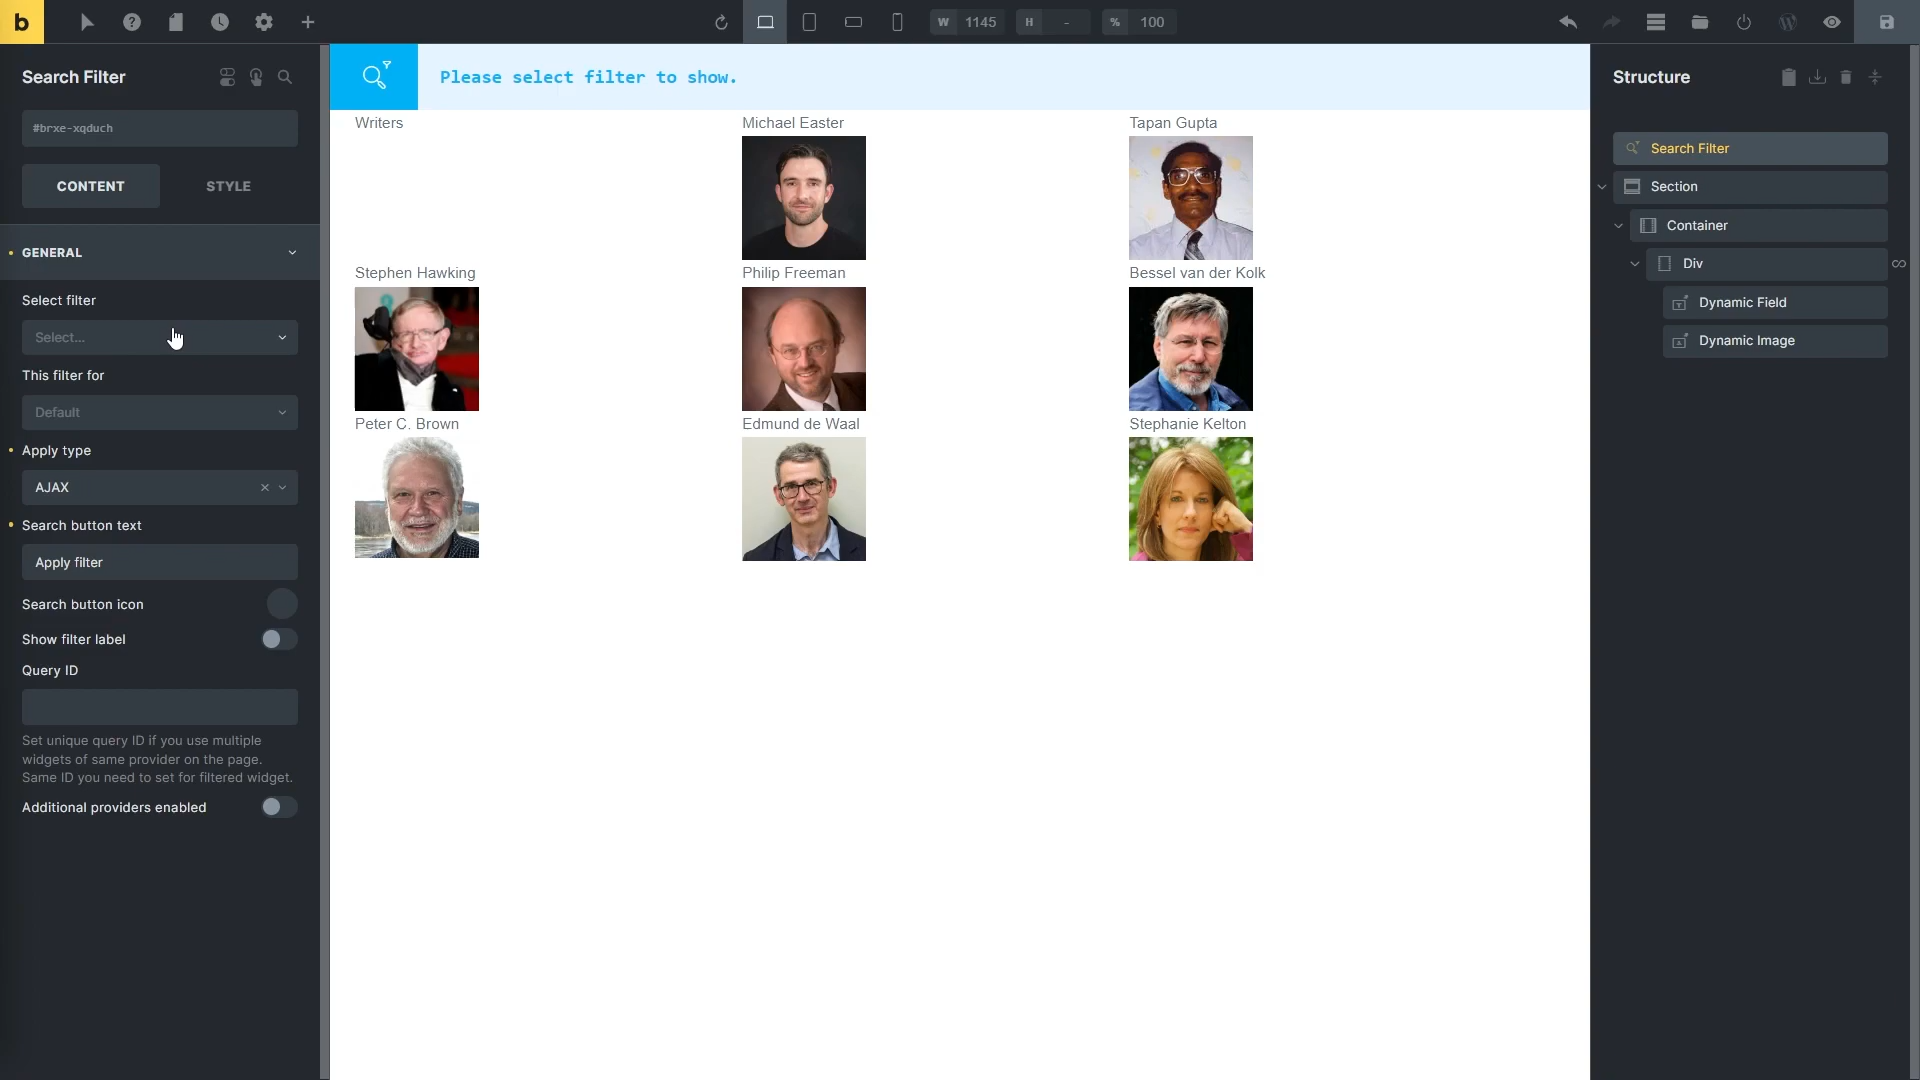 b
W 1145
H -
% 100
Search Filter
#brxe-xqduch
CONTENT
STYLE
GENERAL
Select filter
Select...
This filter for
Default
Apply type
AJAX
Search button text
Apply filter
Search button icon
Show filter label
Query ID
Set unique query ID if you use multiple
widgets of same provider on the page.
Same ID you need to set for filtered widget.
Additional providers enabled
Please select filter to show.
Writers
Michael Easter
Tapan Gupta
Stephen Hawking
Philip Freeman
Bessel van der Kolk
Peter C. Brown
Edmund de Waal
Stephanie Kelton
Structure
Search Filter
Section
Container
Div
Dynamic Field
Dynamic Image